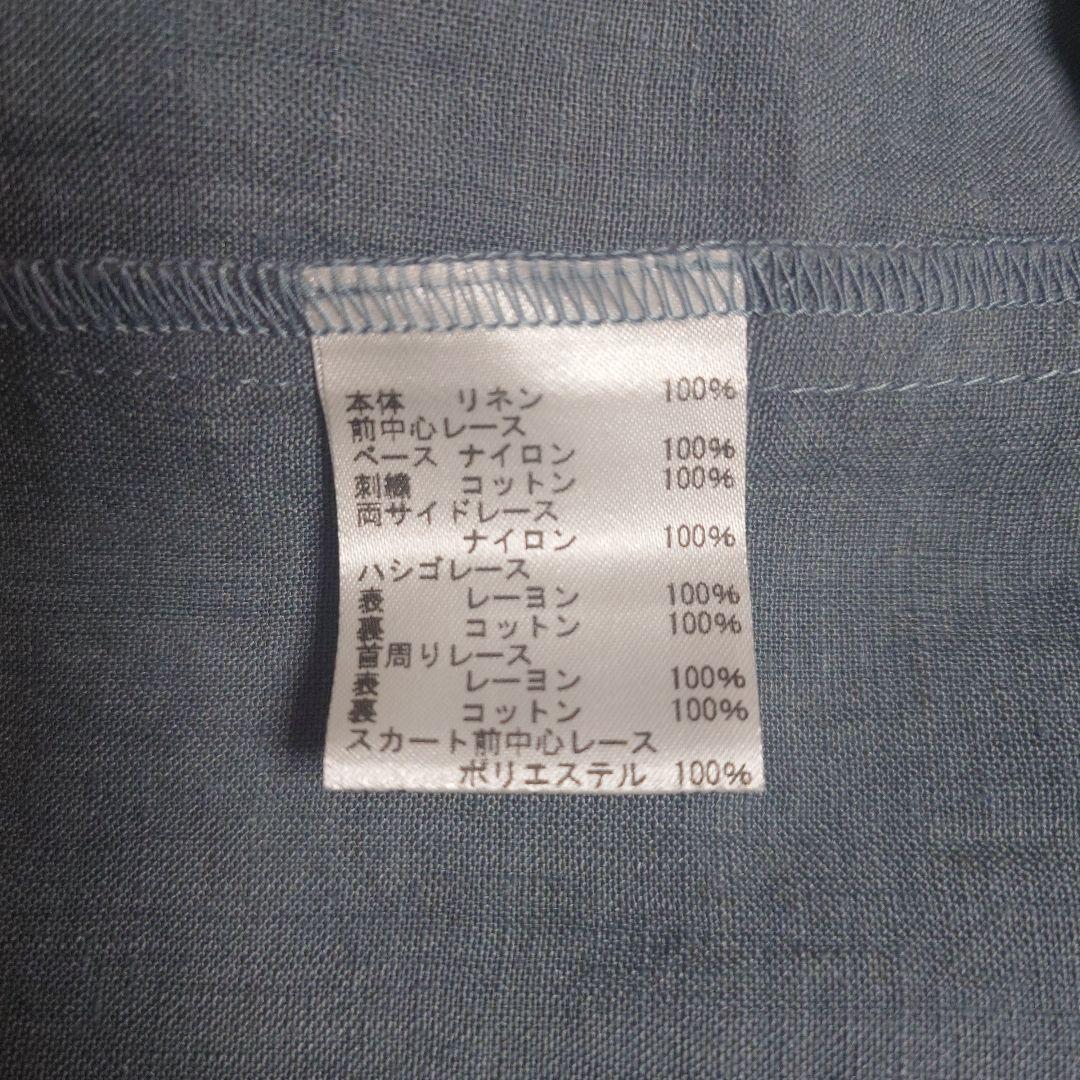 本体 リネン 100%
前中心レース
ベース ナイロン 100%
刺繍 コットン 100%
両サイドレース
ナイロン 100%
ハシゴレース
表 レーヨン 100%
裏 コットン 100%
首周りレース
表 レーヨン 100%
裏 コットン 100%
スカート前中心レース
ポリエステル 100%